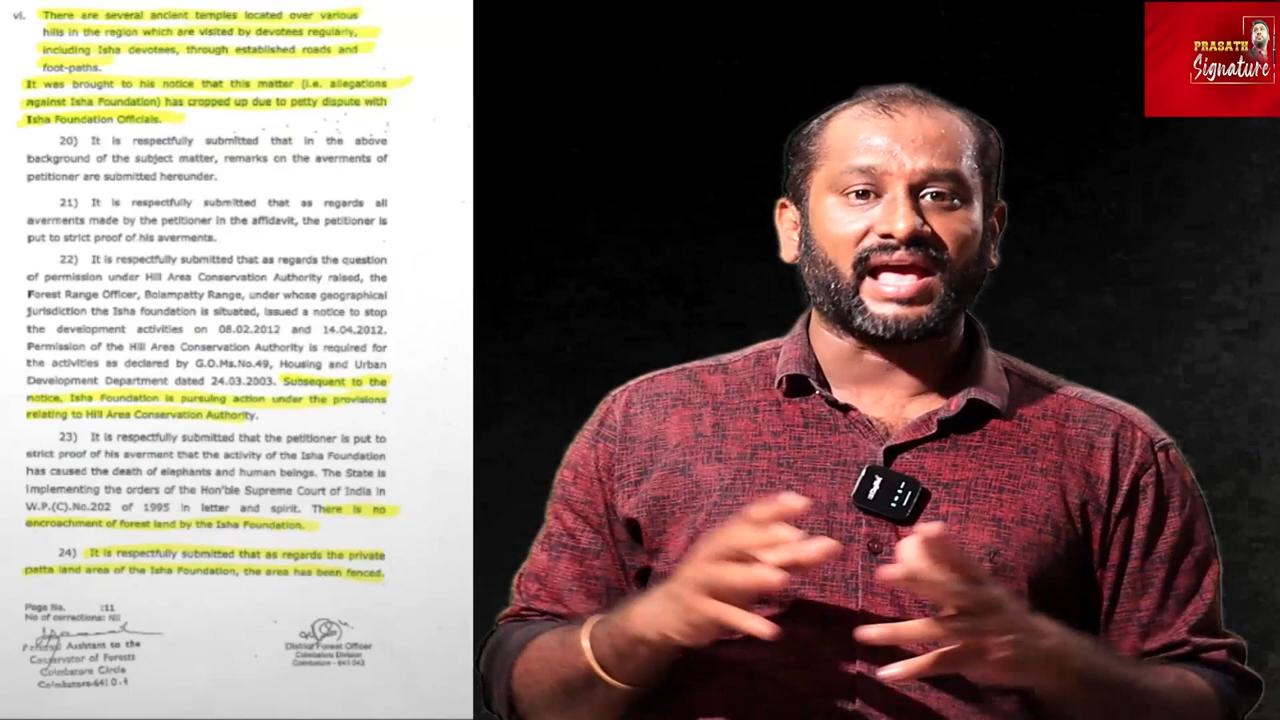 vi. There are several ancient temples located over various
hills in the region which are visited by devotees regularly,
including Isha devotees, through established roads and
foot-paths.
It was brought to his notice that this matter (i.e. allegations
against Isha Foundation) has cropped up due to petty dispute with
Isha Foundation Officials.
20) It is respectfully submitted that in the above
background of the subject matter, remarks on the averments of
petitioner are submitted hereunder.
21) It is respectfully submitted that as regards all
averments made by the petitioner in the affidavit, the petitioner is
put to strict proof of his averments.
22) It is respectfully submitted that as regards the question
of permission under Hill Area Conservation Authority raised, the
Forest Range Officer, Bolampatty Range, under whose geographical
jurisdiction the Isha foundation is situated, issued a notice to stop
the development activities on 08.02.2012 and 14.04.2012.
Permission of the Hill Area Conservation Authority is required for
the activities as declared by G.O.Ms.No.49, Housing and Urban
Development Department dated 24.03.2003. Subsequent to the
notice, Isha Foundation is pursuing action under the provisions
relating to Hill Area Conservation Authority.
23) It is respectfully submitted that the petitioner is put to
strict proof of his averment that the activity of the Isha Foundation
has caused the death of elephants and human beings. The State is
implementing the orders of the Hon'ble Supreme Court of India in
W.P.(C).No.202 of 1995 in letter and spirit. There is no
encroachment of forest land by the Isha Foundation.
24) It is respectfully submitted that as regards the private
patta land area of the Isha Foundation, the area has been fenced.
Page No. :11
No of corrections: Nil
Personal Assistant to the
Conservator of Forests
Coimbatore Circle
District Forest Officer
Coimbatore Division
Coimbatore - 641 043
PRASATH
Signature